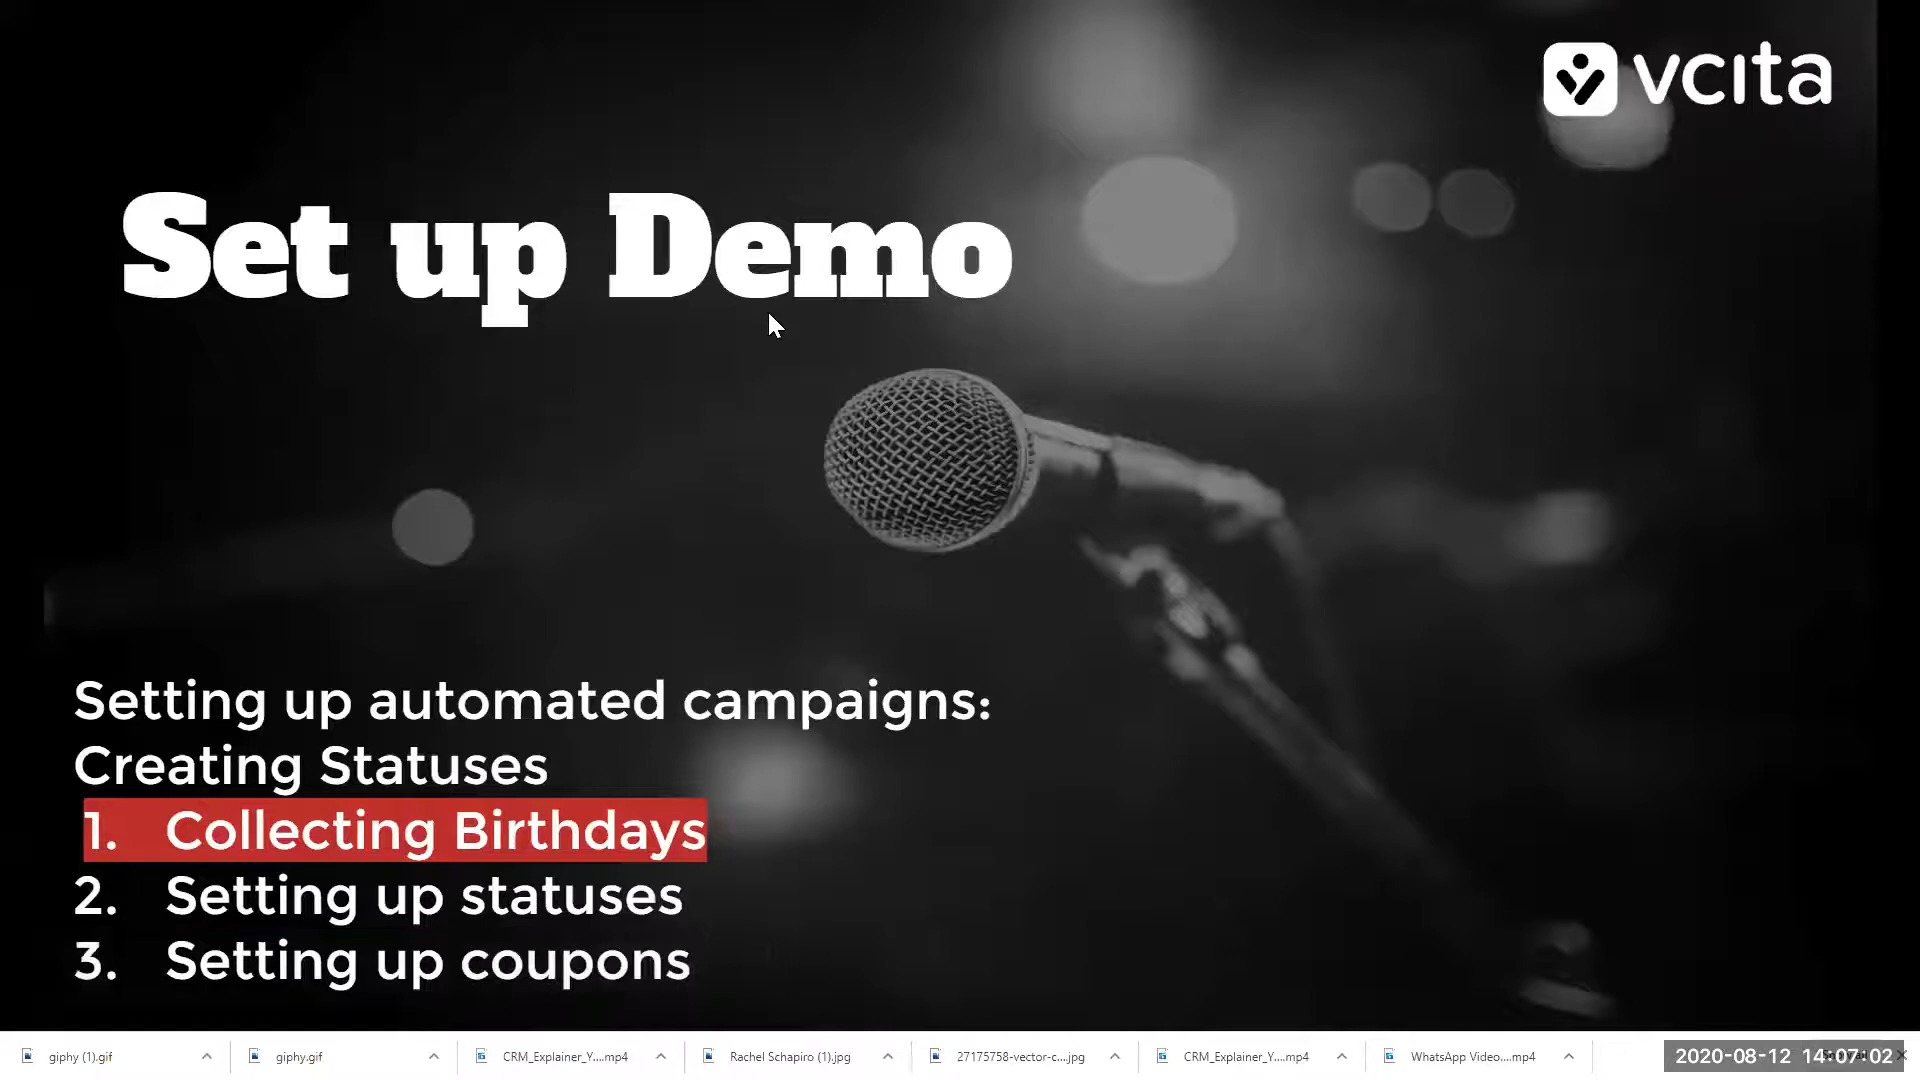 vcita
Set up Demo
Setting up automated campaigns:
Creating Statuses
1. Collecting Birthdays
2. Setting up statuses
3. Setting up coupons
giphy (1).gif
giphy.gif
CRM_Explainer_Y....mp4
Rachel Schapiro (1).jpg
27175758-vector-c....jpg
CRM_Explainer_Y....mp4
WhatsApp Video....mp4
2020-08-12 14:07:02